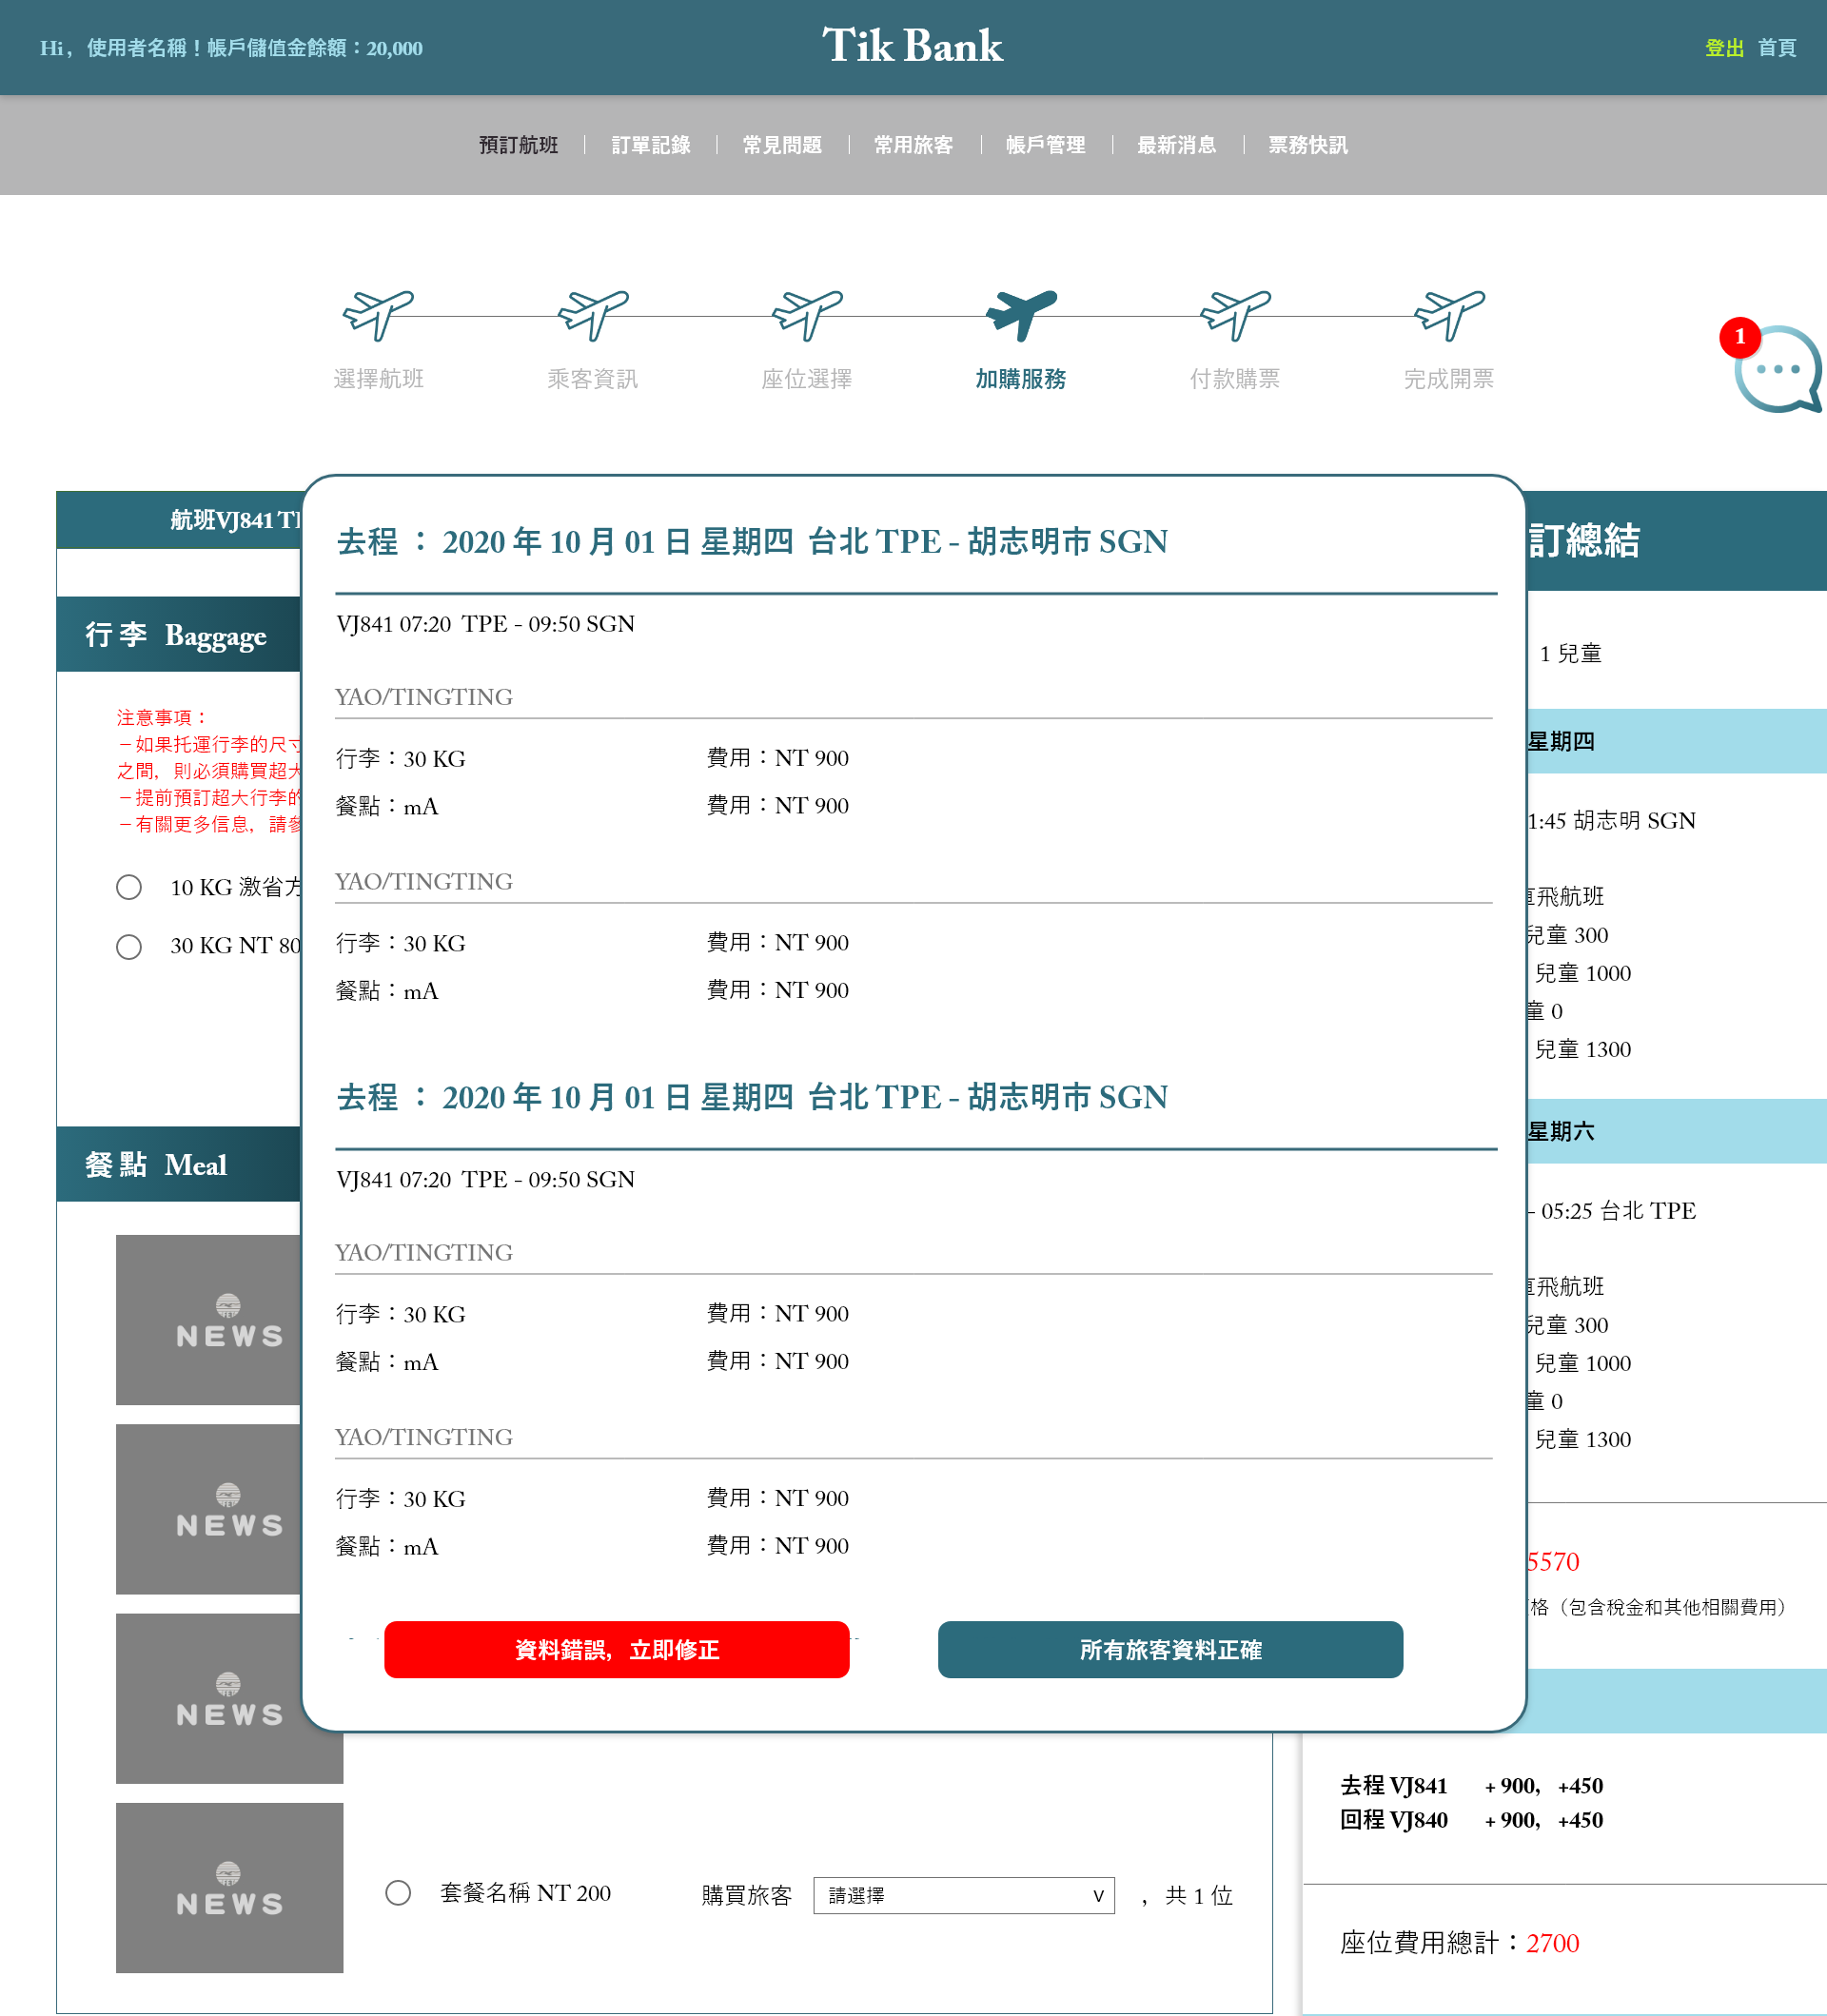 Hi，使用者名稱！帳戶儲值金餘額：20,000
Tik Bank
登出 首頁
預訂航班
訂單記錄
常見問題
常用旅客
帳戶管理
最新消息
票務快訊
選擇航班
乘客資訊
座位選擇
加購服務
付款購票
完成開票
1
航班VJ841
訂總結
去程 ： 2020 年 10 月 01 日 星期四 台北 TPE - 胡志明市 SGN
VJ841 07:20 TPE - 09:50 SGN
YAO/TINGTING
行李：30 KG 費用：NT 900
餐點：mA 費用：NT 900
YAO/TINGTING
行李：30 KG 費用：NT 900
餐點：mA 費用：NT 900
去程 ： 2020 年 10 月 01 日 星期四 台北 TPE - 胡志明市 SGN
VJ841 07:20 TPE - 09:50 SGN
YAO/TINGTING
行李：30 KG 費用：NT 900
餐點：mA 費用：NT 900
YAO/TINGTING
行李：30 KG 費用：NT 900
餐點：mA 費用：NT 900
資料錯誤，立即修正
所有旅客資料正確
行 李 Baggage
注意事項：
－如果托運行李的尺寸
之間，則必須購買超大
－提前預訂超大行李的
－有關更多信息，請參
10 KG 激省方
30 KG NT 80
餐 點 Meal
NEWS
NEWS
NEWS
NEWS
套餐名稱 NT 200
購買旅客
請選擇 V
，共 1 位
1 兒童
星期四
1:45 胡志明 SGN
直飛航班
兒童 300
兒童 1000
童 0
兒童 1300
星期六
- 05:25 台北 TPE
直飛航班
兒童 300
兒童 1000
童 0
兒童 1300
5570
格（包含稅金和其他相關費用）
去程 VJ841 + 900, +450
回程 VJ840 + 900, +450
座位費用總計：2700